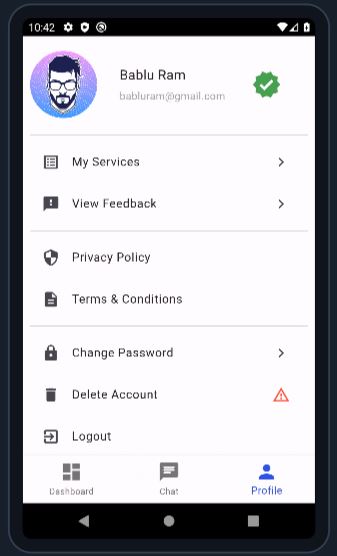 10:42
Bablu Ram
babluram@gmail.com
My Services
View Feedback
Privacy Policy
Terms & Conditions
Change Password
Delete Account
Logout
Dashboard
Chat
Profile